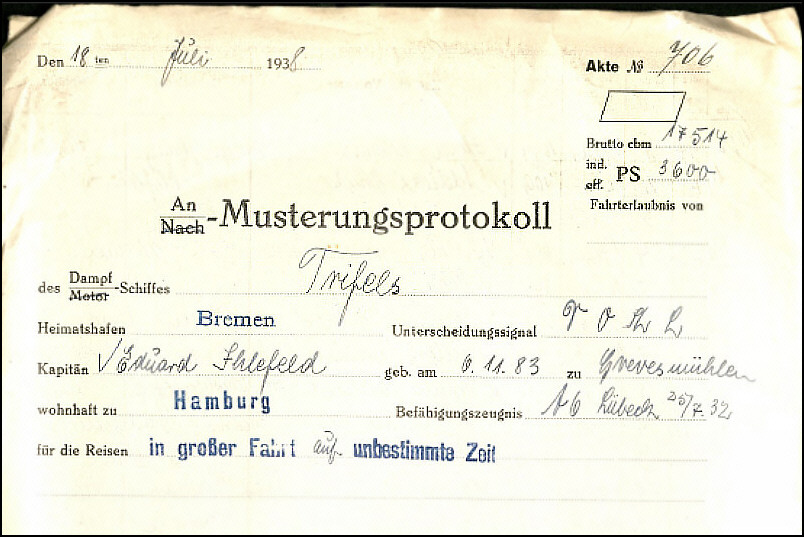 Den 18 ten Juli 1938
Akte № 706
Brutto cbm 17514
ind.
eff. PS 3600
Fahrterlaubnis von
An
Nach -Musterungsprotokoll
des Dampf
Motor -Schiffes Trifels
Heimatshafen Bremen Unterscheidungssignal
Kapitän Eduard Ihlefeld geb. am 11.83 zu Grevesmühlen
wohnhaft zu Hamburg Befähigungszeugnis A6 Lübeck 25/7.32
für die Reisen in großer Fahrt auf unbestimmte Zeit